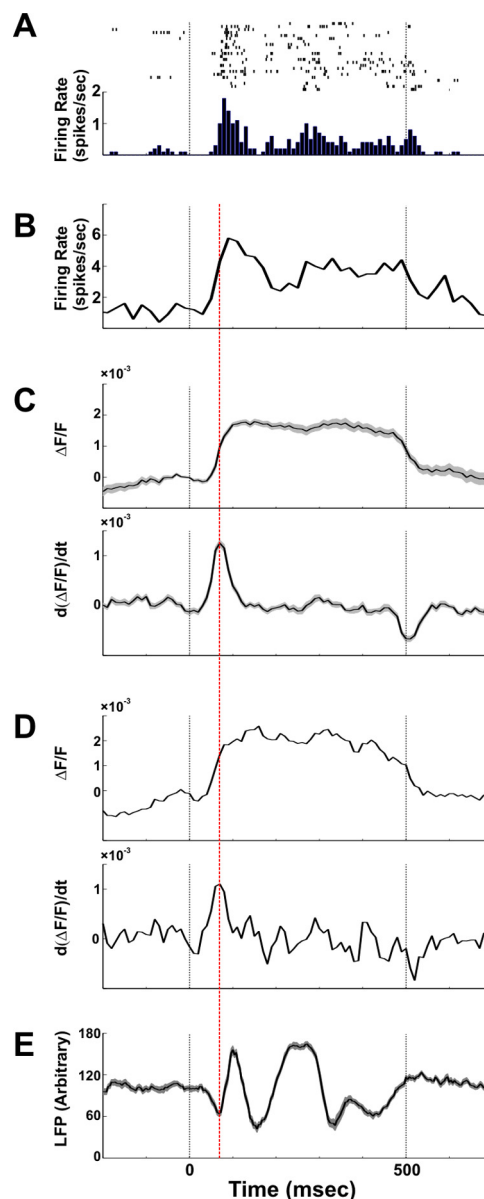 A
Firing Rate
(spikes/sec)
2
1
B
Firing Rate
(spikes/sec)
6
4
2
C
×10⁻³
ΔF/F
2
1
0
×10⁻³
d(ΔF/F)/dt
1
0
D
×10⁻³
ΔF/F
2
1
0
×10⁻³
d(ΔF/F)/dt
1
0
E
LFP (Arbitrary)
180
120
60
0
0 500
Time (msec)